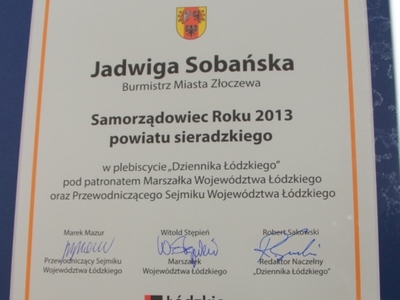 Jadwiga Sobańska
Burmistrz Miasta Złoczewa
Samorządowiec Roku 2013
powiatu sieradzkiego
w plebiscycie „Dziennika Łódzkiego”
pod patronatem Marszałka Województwa Łódzkiego
oraz Przewodniczącego Sejmiku Województwa Łódzkiego
Marek Mazur Witold Stępień Robert Sakowski
Przewodniczący Sejmiku Marszałek Redaktor Naczelny
Województwa Łódzkiego Województwa Łódzkiego „Dziennika Łódzkiego”
Łódzkie